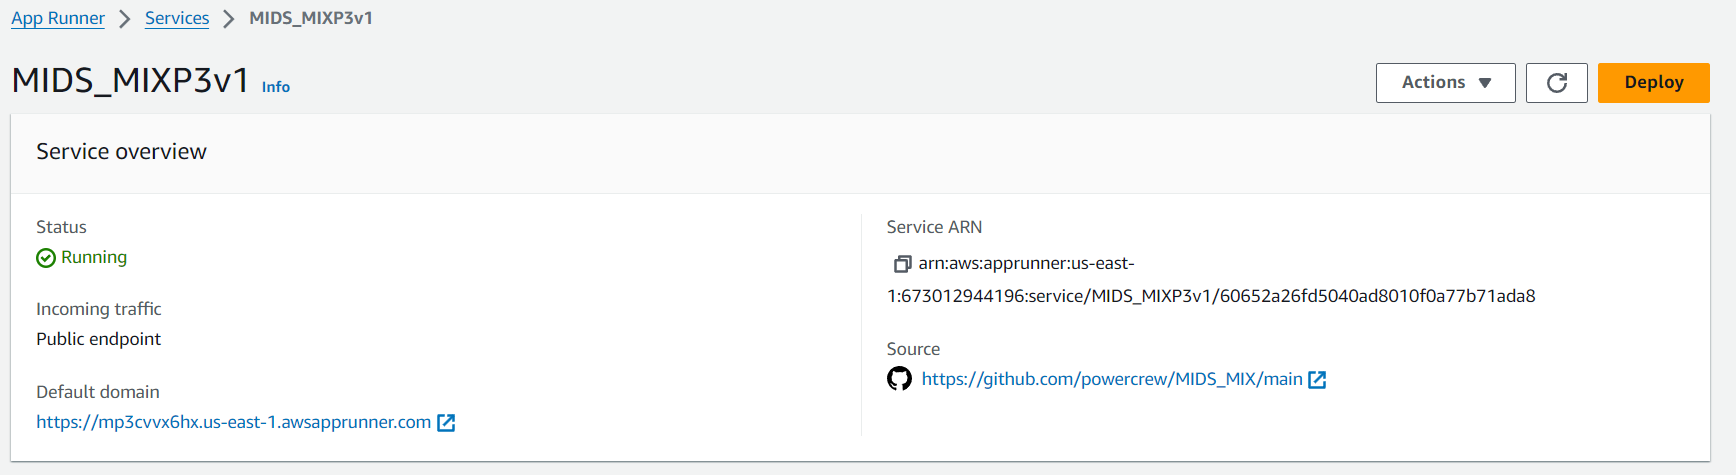 App Runner > Services > MIDS_MIXP3v1
MIDS_MIXP3v1 Info
Actions
Deploy
Service overview
Status
Running
Incoming traffic
Public endpoint
Default domain
https://mp3cvvx6hx.us-east-1.awsapprunner.com
Service ARN
arn:aws:apprunner:us-east-
1:673012944196:service/MIDS_MIXP3v1/60652a26fd5040ad8010f0a77b71ada8
Source
https://github.com/powercrew/MIDS_MIX/main